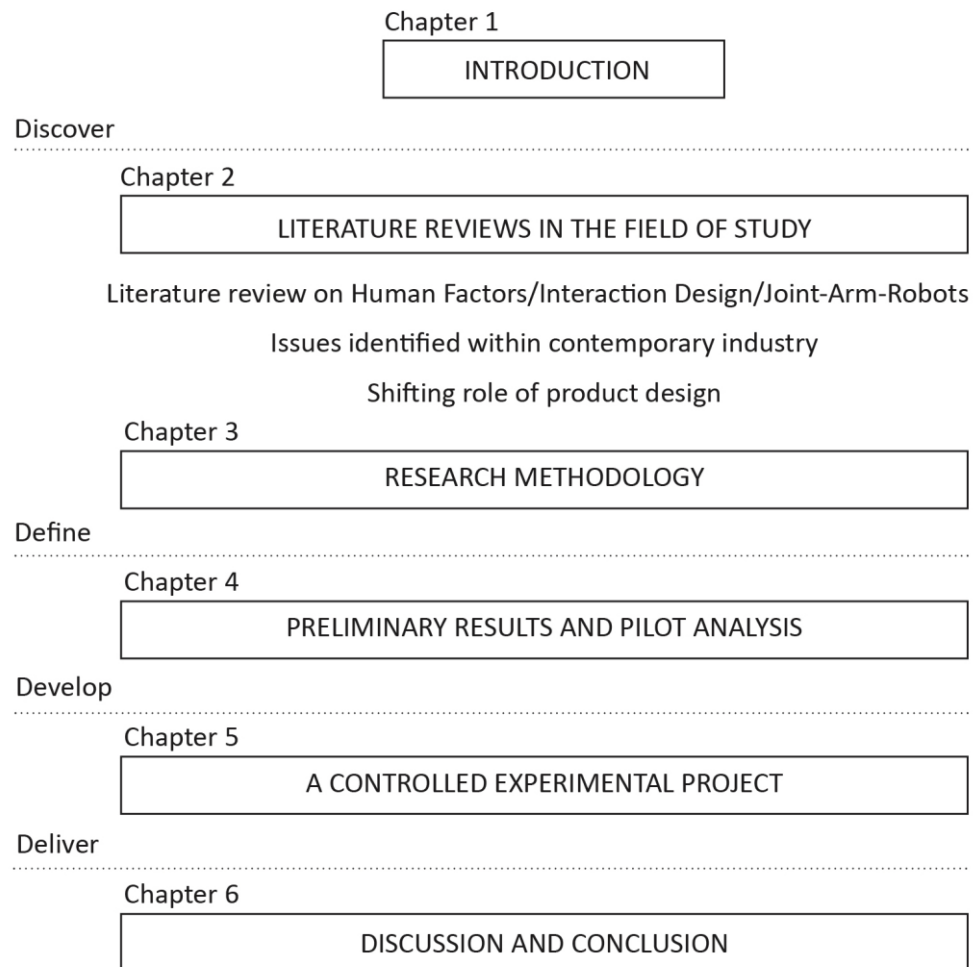 Chapter 1
INTRODUCTION
Discover
Chapter 2
LITERATURE REVIEWS IN THE FIELD OF STUDY
Literature review on Human Factors/Interaction Design/Joint-Arm-Robots
Issues identified within contemporary industry
Shifting role of product design
Chapter 3
RESEARCH METHODOLOGY
Define
Chapter 4
PRELIMINARY RESULTS AND PILOT ANALYSIS
Develop
Chapter 5
A CONTROLLED EXPERIMENTAL PROJECT
Deliver
Chapter 6
DISCUSSION AND CONCLUSION